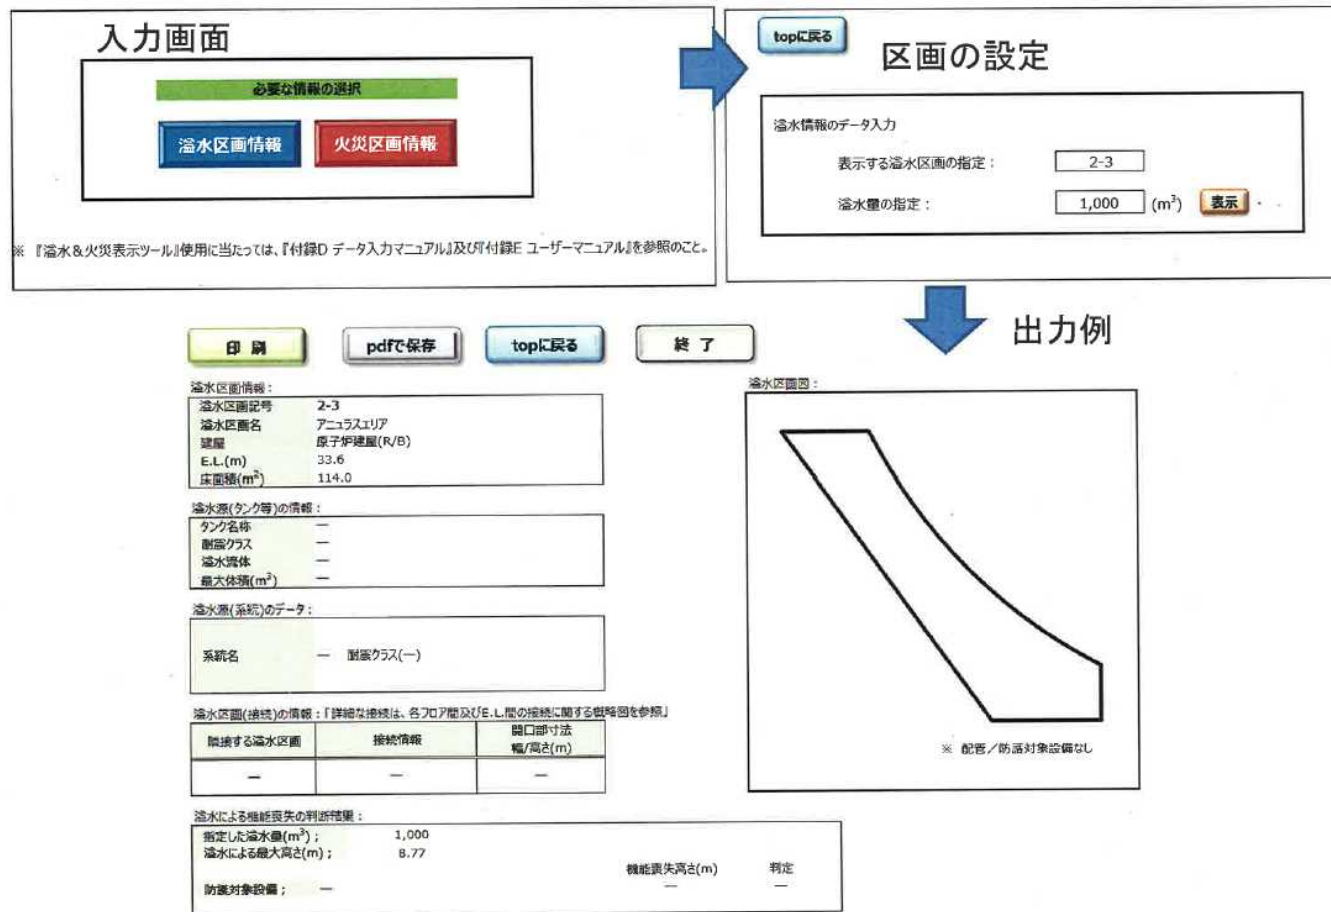 入力画面
必要な情報の選択
溢水区画情報
火災区画情報
※ 『溢水&火災表示ツール』使用に当たっては、『付録D データ入力マニュアル』及び『付録E ユーザーマニュアル』を参照のこと。
topに戻る
区画の設定
溢水情報のデータ入力
表示する溢水区画の指定: 2-3
溢水量の指定: 1,000 (m³) 表示
出力例
印刷
pdfで保存
topに戻る
終了
溢水区画情報:
溢水区画記号 2-3
溢水区画名 アニュラスエリア
建屋 原子炉建屋(R/B)
E.L.(m) 33.6
床面積(m²) 114.0
溢水源(タンク等)の情報:
タンク名称 —
耐震クラス —
溢水流体 —
最大体積(m³) —
溢水源(系統)のデータ:
系統名 — 耐震クラス(—)
溢水区画(接続)の情報:「詳細な接続は、各フロア間及びE.L.間の接続に関する概略図を参照」
隣接する溢水区画 接続情報 開口部寸法
幅/高さ(m)
— — —
溢水による機能喪失の判断結果:
指定した溢水量(m³); 1,000
溢水による最大高さ(m); 8.77
機能喪失高さ(m) 判定
防護対象設備; — — —
溢水区画図:
※ 配管/防護対象設備なし